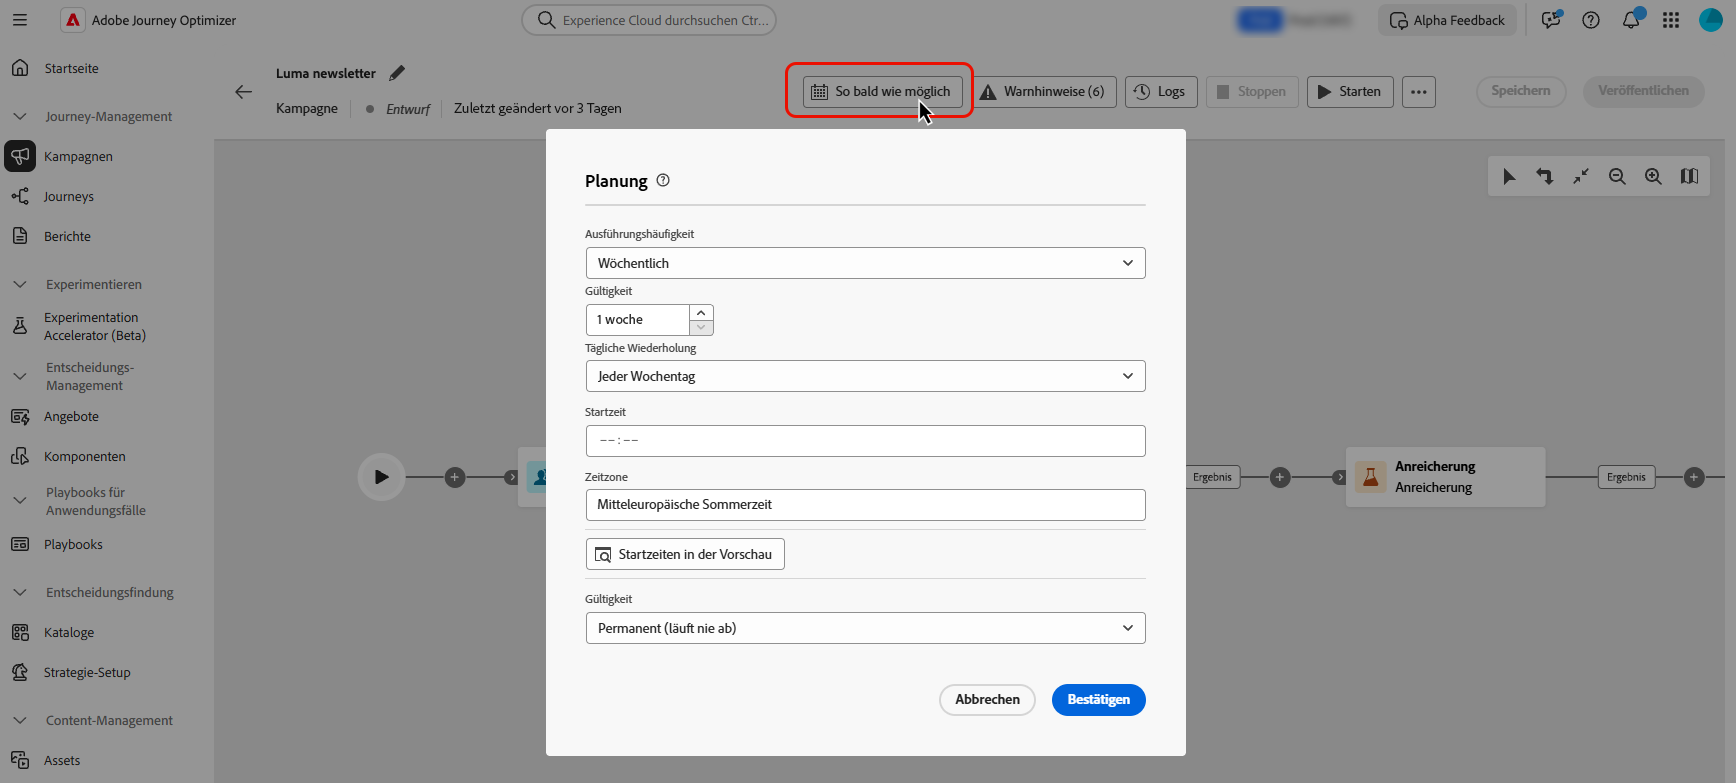 Adobe Journey Optimizer
Experience Cloud durchsuchen Ctr...
Alpha Feedback
Startseite
Journey-Management
Kampagnen
Journeys
Berichte
Experimentieren
Experimentation
Accelerator (Beta)
Entscheidungs-
Management
Angebote
Komponenten
Playbooks für
Anwendungsfälle
Playbooks
Entscheidungsfindung
Kataloge
Strategie-Setup
Content-Management
Assets
Luma newsletter
Kampagne
Entwurf
Zuletzt geändert vor 3 Tagen
So bald wie möglich
Warnhinweise (6)
Logs
Stoppen
Starten
Speichern
Veröffentlichen
Planung
Ausführungshäufigkeit
Wöchentlich
Gültigkeit
1 woche
Tägliche Wiederholung
Jeder Wochentag
Startzeit
--:--
Zeitzone
Mitteleuropäische Sommerzeit
Startzeiten in der Vorschau
Gültigkeit
Permanent (läuft nie ab)
Abbrechen
Bestätigen
Ergebnis
Anreicherung
Anreicherung
Ergebnis